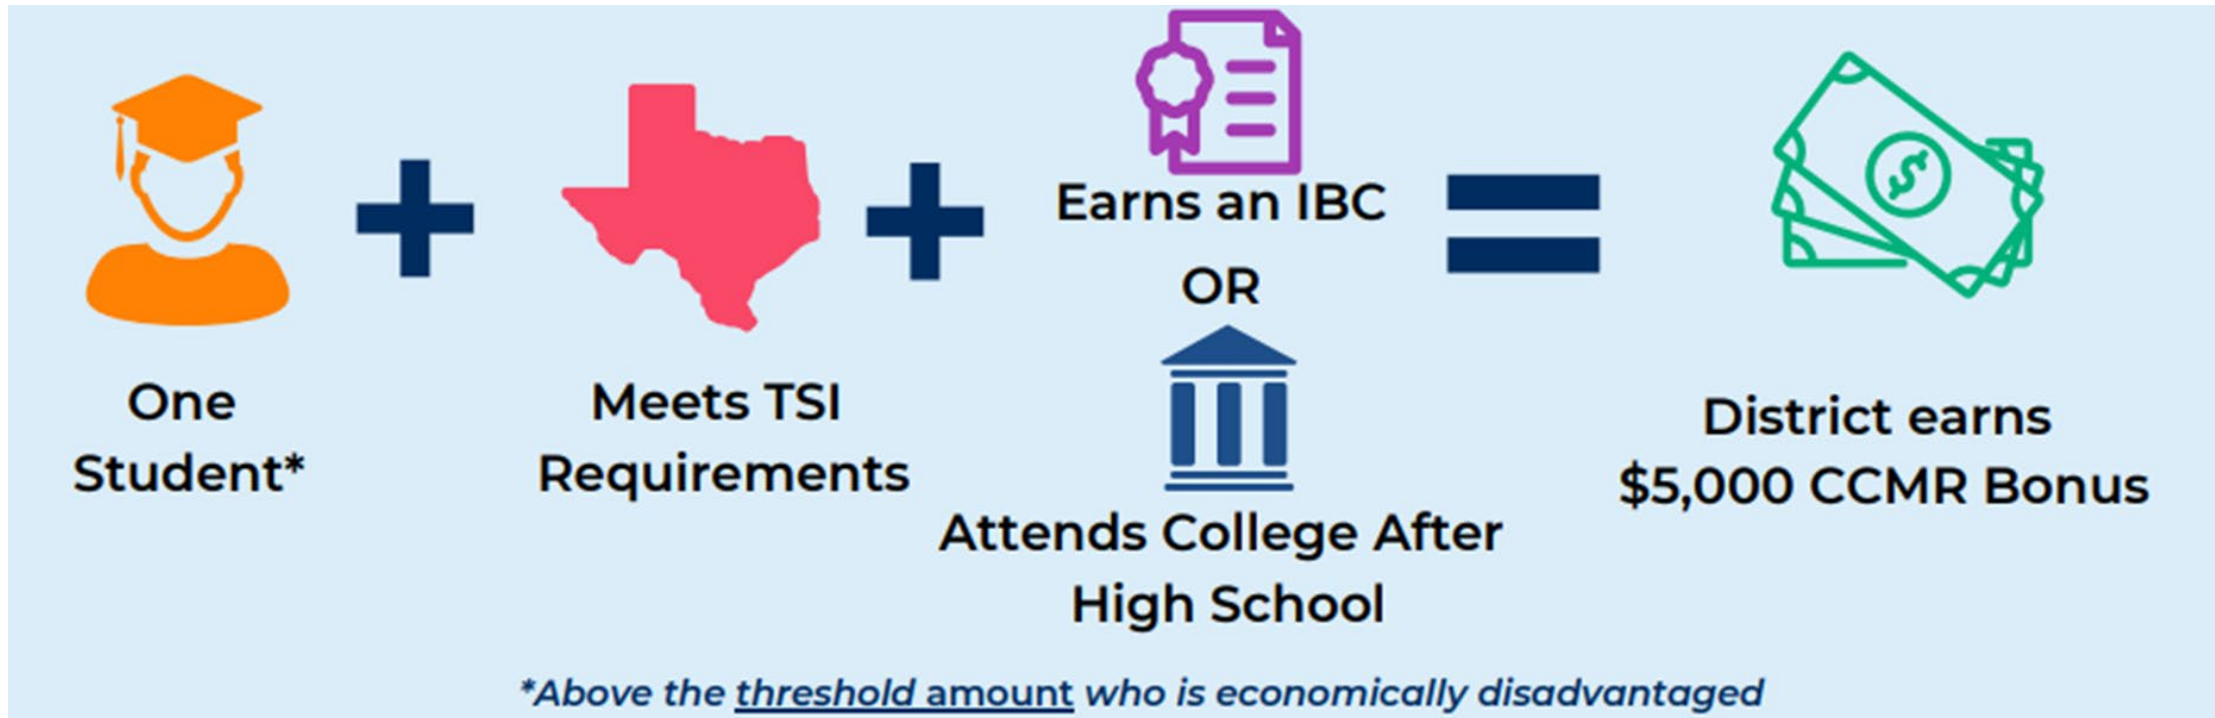 One
Student*
Meets TSI
Requirements
Earns an IBC
OR
Attends College After
High School
$
District earns
$5,000 CCMR Bonus
*Above the threshold amount who is economically disadvantaged